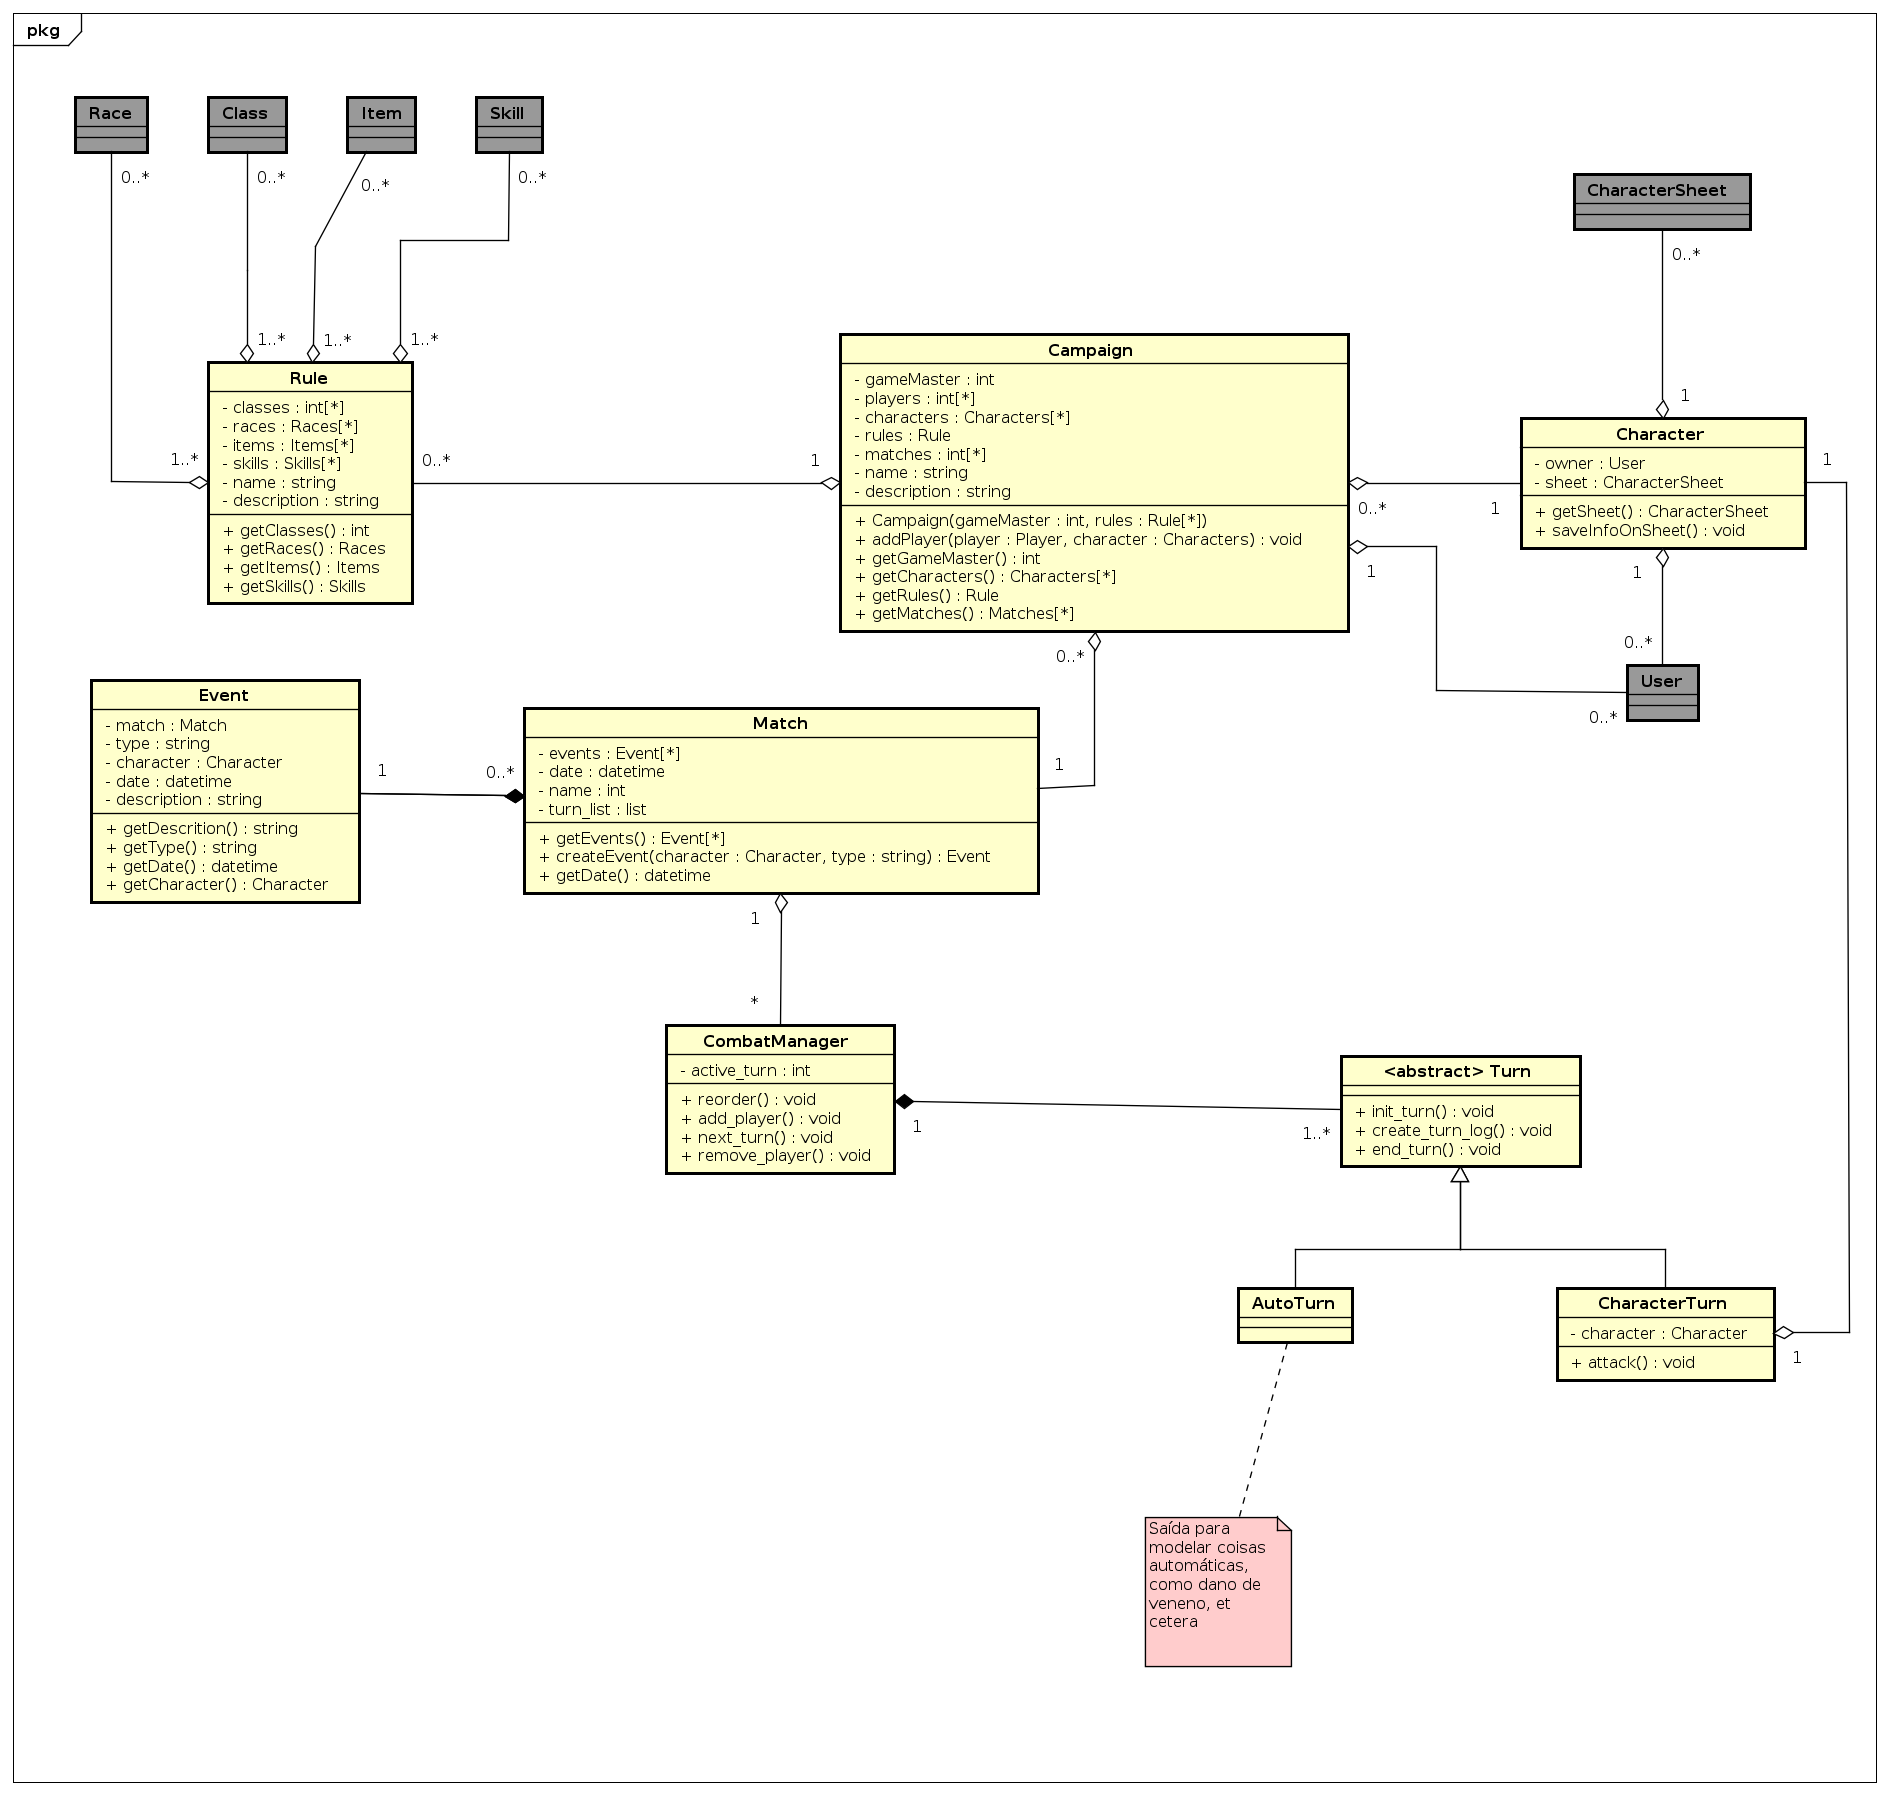 pkg
Race
Class
Item
Skill
0..*
0..*
0..*
0..*
CharacterSheet
0..*
1..*
1..*
1..*
1..*
Rule
- classes : int[*]
- races : Races[*]
- items : Items[*]
- skills : Skills[*]
- name : string
- description : string
+ getClasses() : int
+ getRaces() : Races
+ getItems() : Items
+ getSkills() : Skills
0..*
1
Campaign
- gameMaster : int
- players : int[*]
- characters : Characters[*]
- rules : Rule
- matches : int[*]
- name : string
- description : string
+ Campaign(gameMaster : int, rules : Rule[*])
+ addPlayer(player : Player, character : Characters) : void
+ getGameMaster() : int
+ getCharacters() : Characters[*]
+ getRules() : Rule
+ getMatches() : Matches[*]
0..*
1
1
Character
- owner : User
- sheet : CharacterSheet
+ getSheet() : CharacterSheet
+ saveInfoOnSheet() : void
1
1
1
0..*
User
0..*
0..*
Event
- match : Match
- type : string
- character : Character
- date : datetime
- description : string
+ getDescrition() : string
+ getType() : string
+ getDate() : datetime
+ getCharacter() : Character
1
0..*
Match
- events : Event[*]
- date : datetime
- name : int
- turn_list : list
+ getEvents() : Event[*]
+ createEvent(character : Character, type : string) : Event
+ getDate() : datetime
1
1
*
CombatManager
- active_turn : int
+ reorder() : void
+ add_player() : void
+ next_turn() : void
+ remove_player() : void
1
1..*
<abstract> Turn
+ init_turn() : void
+ create_turn_log() : void
+ end_turn() : void
AutoTurn
CharacterTurn
- character : Character
+ attack() : void
1
Saída para
modelar coisas
automáticas,
como dano de
veneno, et
cetera